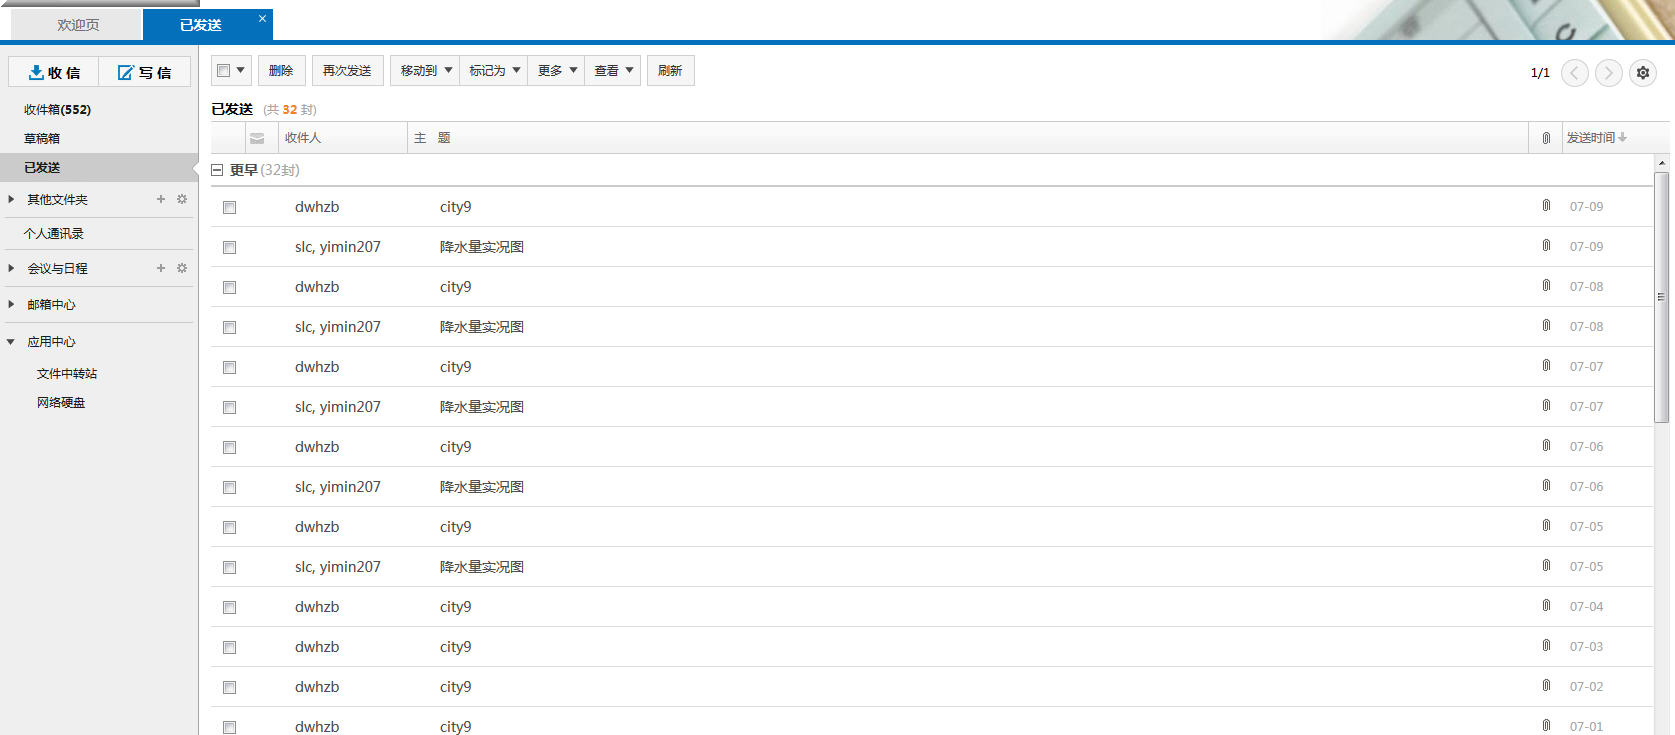 欢迎页 已发送
收信 写信
收件箱(552)
草稿箱
已发送
其他文件夹
个人通讯录
会议与日程
邮箱中心
应用中心
文件中转站
网络硬盘
删除 再次发送 移动到 标记为 更多 查看 刷新 1/1
已发送 (共 32 封)
收件人 主 题 发送时间
更早(32封)
dwhzb city9 07-09
slc, yimin207 降水量实况图 07-09
dwhzb city9 07-08
slc, yimin207 降水量实况图 07-08
dwhzb city9 07-07
slc, yimin207 降水量实况图 07-07
dwhzb city9 07-06
slc, yimin207 降水量实况图 07-06
dwhzb city9 07-05
slc, yimin207 降水量实况图 07-05
dwhzb city9 07-04
dwhzb city9 07-03
dwhzb city9 07-02
dwhzb city9 07-01